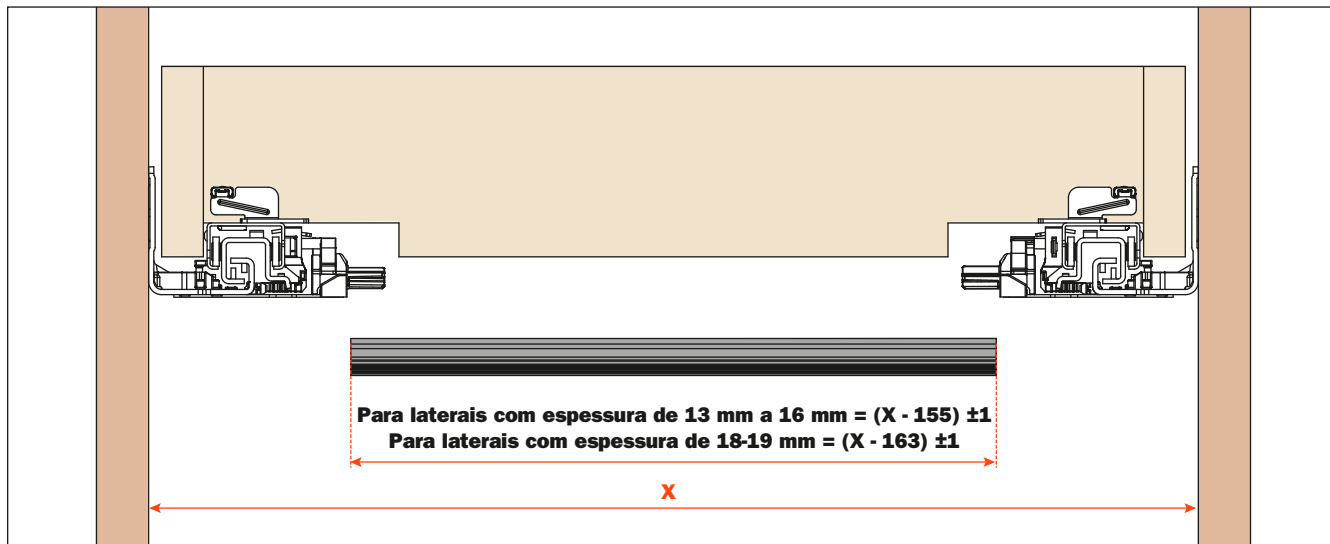 Para laterais com espessura de 13 mm a 16 mm = (X - 155) ±1
Para laterais com espessura de 18-19 mm = (X - 163) ±1
X